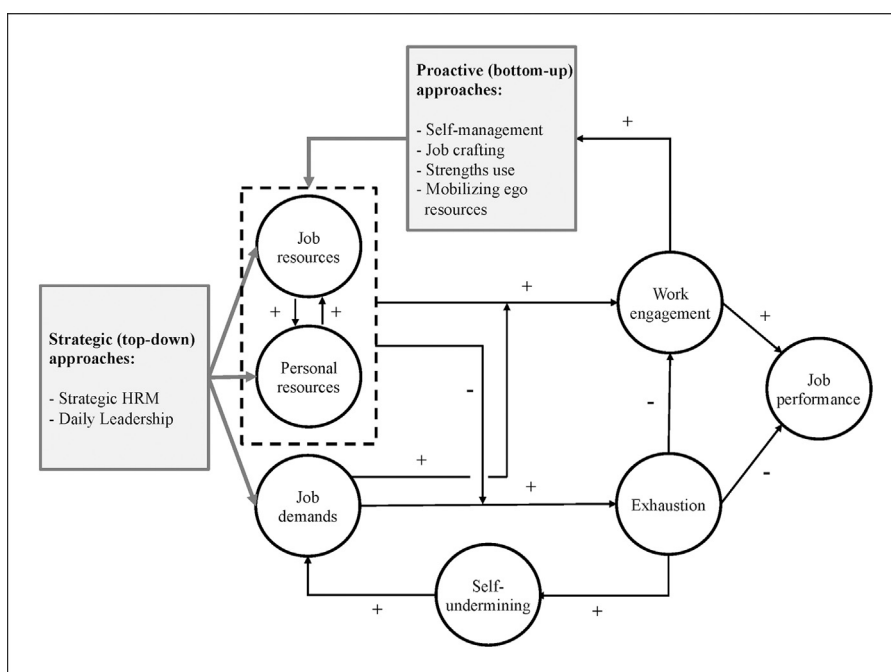 Proactive (bottom-up)
approaches:
- Self-management
- Job crafting
- Strengths use
- Mobilizing ego
resources
+
Job
resources
+
+
+
Work
engagement
+
Strategic (top-down)
approaches:
- Strategic HRM
- Daily Leadership
Personal
resources
-
-
Job
performance
-
+
+
Job
demands
Exhaustion
Self-
undermining
+
+